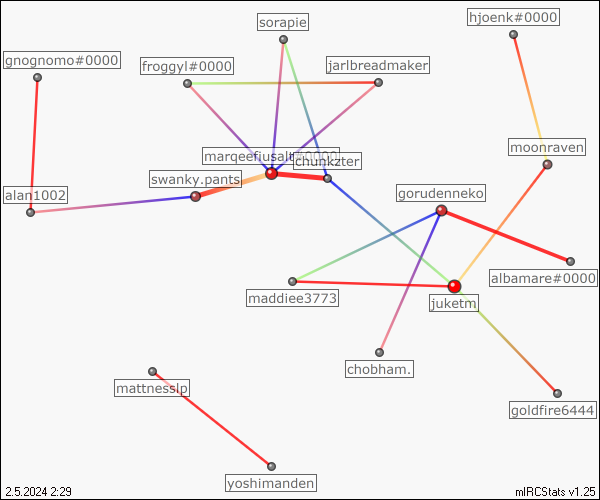 sorapie
hjoenk#0000
gnognomo#0000
froggyl#0000
jarlbreadmaker
moonraven
marqeefiusalt#0000
chunkzter
swanky.pants
alan1002
gorudenneko
albamare#0000
maddiee3773
juketm
chobham.
mattnesslp
goldfire6444
yoshimanden
2.5.2024 2:29
mIRCStats v1.25